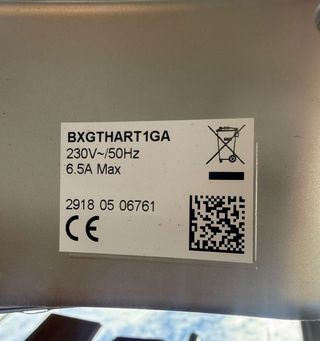 BXGTHART1GA
230V~/50Hz
6.5A Max
2918 05 06761
CE